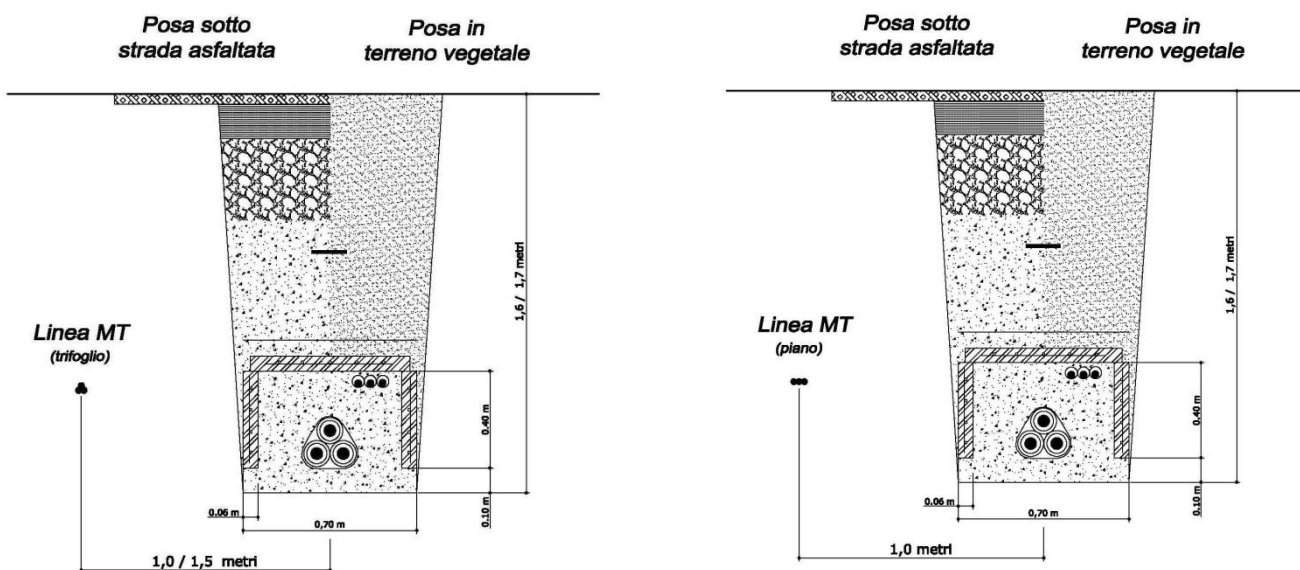 Posa sotto
strada asfaltata
Posa in
terreno vegetale
1,6 / 1,7 metri
Linea MT
(trifoglio)
0.40 m
0.06 m
0.10 m
0,70 m
1,0 / 1,5 metri
Posa sotto
strada asfaltata
Posa in
terreno vegetale
1,6 / 1,7 metri
Linea MT
(piano)
0.40 m
0.06 m
0.10 m
0,70 m
1,0 metri